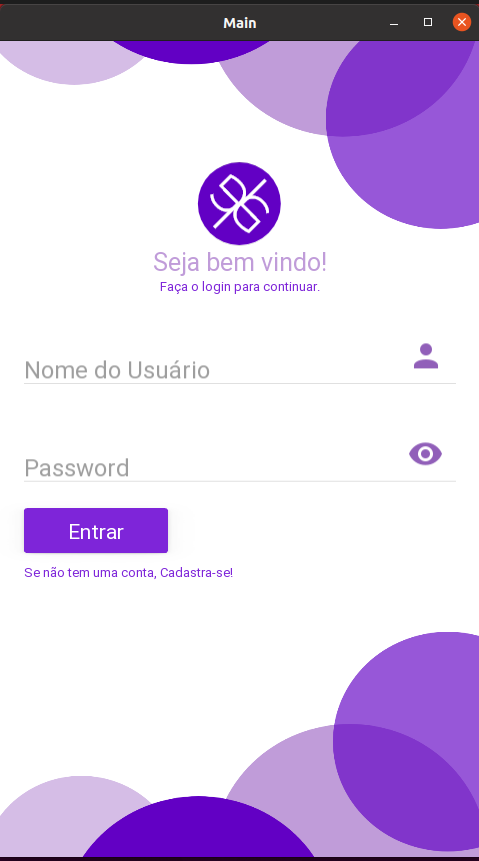 Main
Seja bem vindo!
Faça o login para continuar.
Nome do Usuário
Password
Entrar
Se não tem uma conta, Cadastra-se!